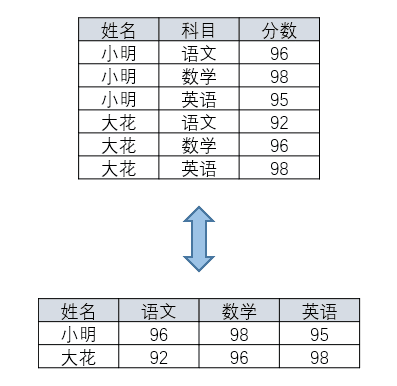 姓名 科目 分数
小明 语文 96
小明 数学 98
小明 英语 95
大花 语文 92
大花 数学 96
大花 英语 98
姓名 语文 数学 英语
小明 96 98 95
大花 92 96 98